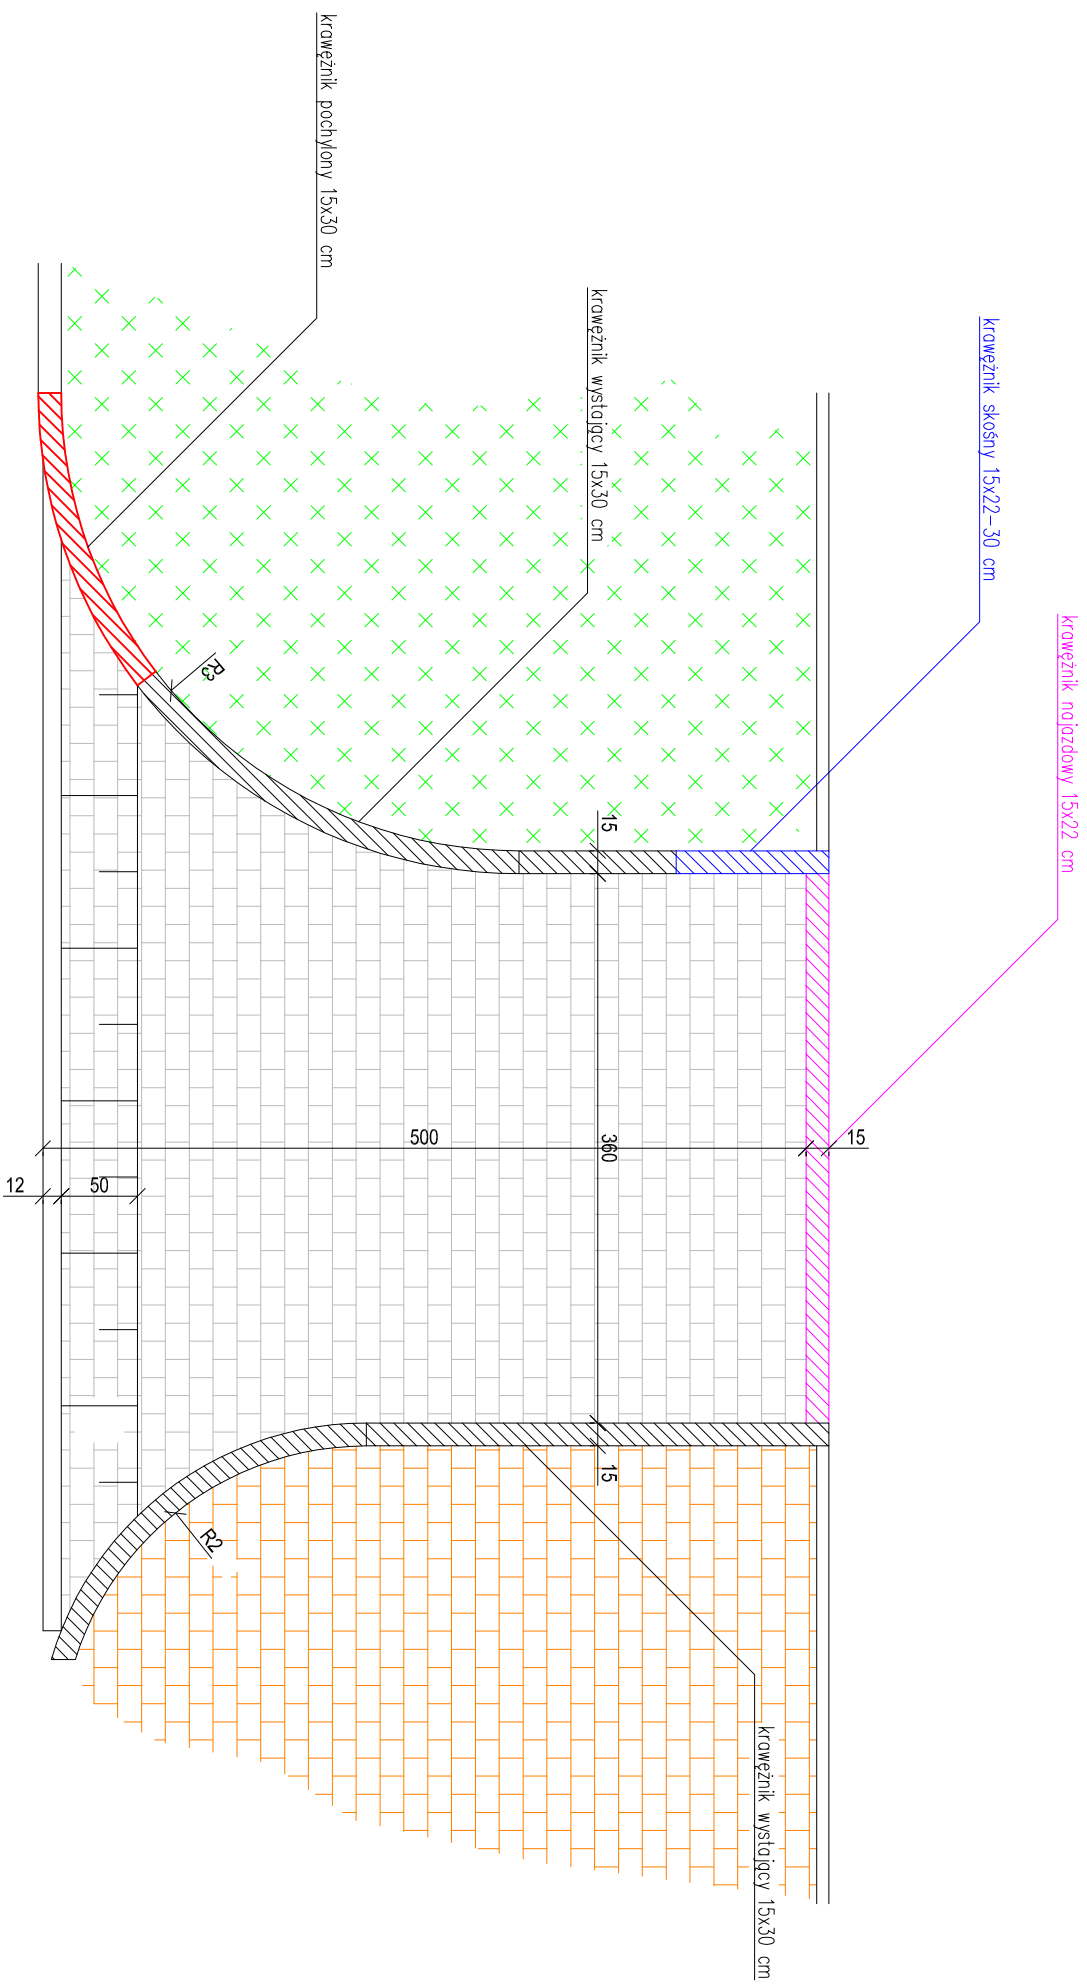 krawężnik najazdowy 15x22 cm
krawężnik skośny 15x22-30 cm
krawężnik wystający 15x30 cm
krawężnik pochylony 15x30 cm
krawężnik wystający 15x30 cm
R3
15
360
15
500
15
12
50
R2